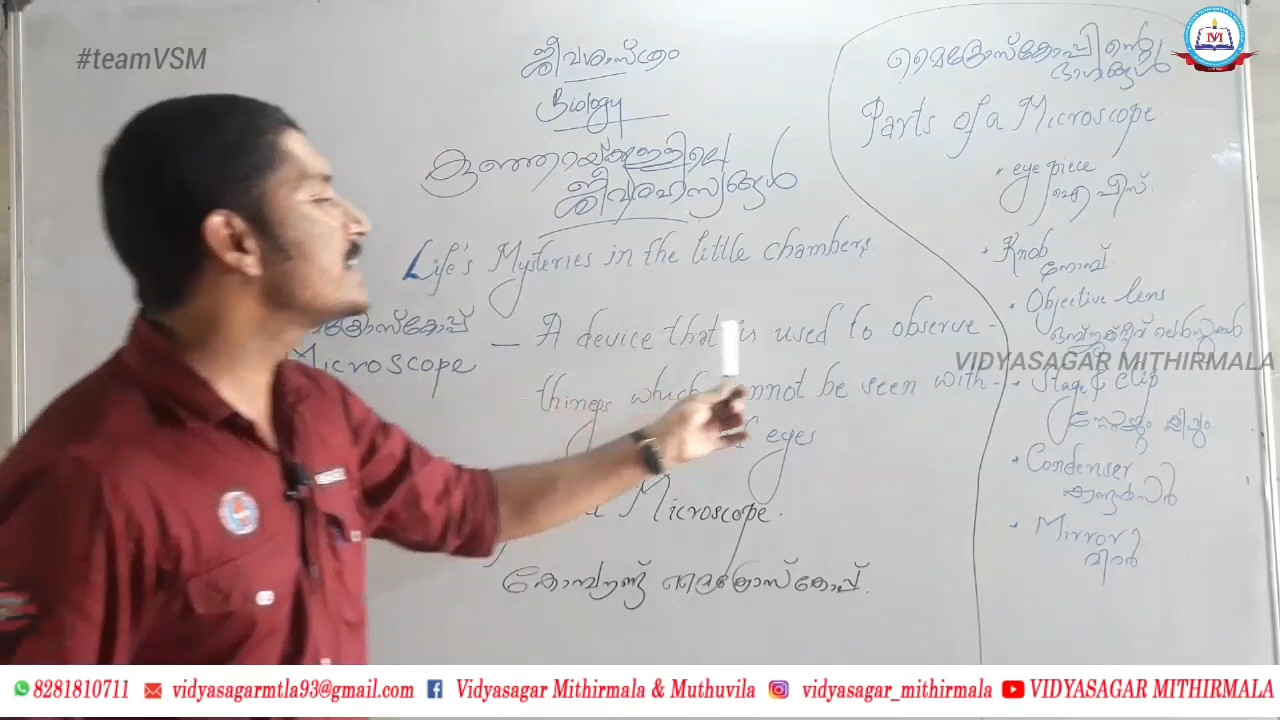 #teamVSM
ജീവശാസ്ത്രം
Biology
കുഞ്ഞറയ്ക്കുള്ളിലെ
ജീവരഹസ്യങ്ങൾ
Life's Mysteries in the little chambers.
മൈക്രോസ്കോപ്പ്
Microscope — A device that is used to observe -
things which cannot be seen with -
eyes
Microscope.
കോമ്പൗണ്ട് മൈക്രോസ്കോപ്പ്.
മൈക്രോസ്കോപ്പിന്റെ
ഭാഗങ്ങൾ
Parts of a Microscope
• eye piece
ഐ പീസ്.
• Knob
നോബ്.
• Objective lens
ഒബ്ജക്ടീവ് ലെൻസുകൾ
VIDYASAGAR MITHIRMALA
• Stage & clip
സ്റ്റേജും ക്ലിപ്പും
• Condenser
കണ്ടൻസർ
• Mirror
മിറർ
8281810711 vidyasagarmtla93@gmail.com Vidyasagar Mithirmala & Muthuvila vidyasagar_mithirmala VIDYASAGAR MITHIRMALA